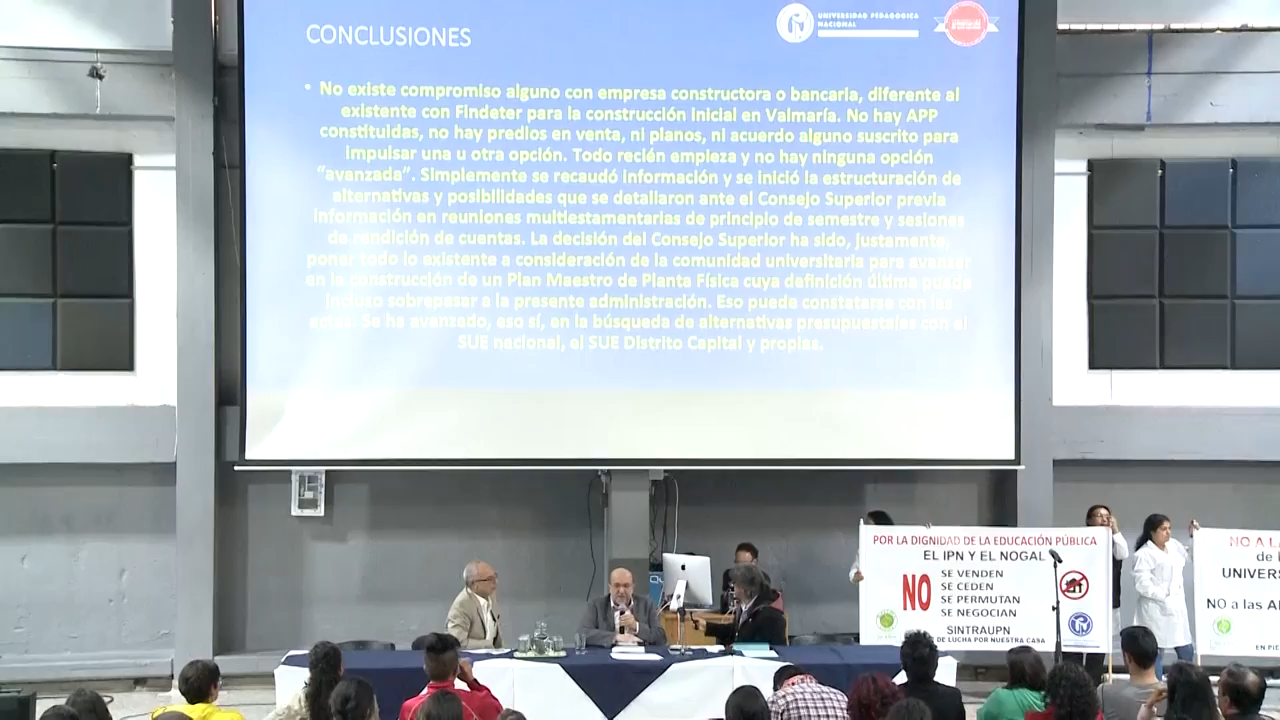 CONCLUSIONES
UNIVERSIDAD PEDAGOGICA
NACIONAL
• No existe compromiso alguno con empresa constructora o bancaria, diferente al
existente con Findeter para la construcción inicial en Valmaría. No hay APP
constituidas, no hay predios en venta, ni planos, ni acuerdo alguno suscrito para
impulsar una u otra opción. Todo recién empieza y no hay ninguna opción
"avanzada". Simplemente se recaudó información y se inició la estructuración de
alternativas y posibilidades que se detallaron ante el Consejo Superior previa
información en reuniones multiestamentarias de principio de semestre y sesiones
de rendición de cuentas. La decisión del Consejo Superior ha sido, justamente,
poner todo lo existente a consideración de la comunidad universitaria para avanzar
en la construcción de un Plan Maestro de Planta Física cuya definición última puede
incluso sobrepasar a la presente administración. Eso puede constatarse con las
actas. Se ha avanzado, eso sí, en la búsqueda de alternativas presupuestales con el
SUE nacional, el SUE Distrito Capital y propias.
POR LA DIGNIDAD DE LA EDUCACIÓN PÚBLICA
EL IPN Y EL NOGAL
NO
SE VENDEN
SE CEDEN
SE PERMUTAN
SE NEGOCIAN
SINTRAUPN
DE LUCHA POR NUESTRA CASA
NO A L
de l
UNIVERS
NO a las A
EN PIE